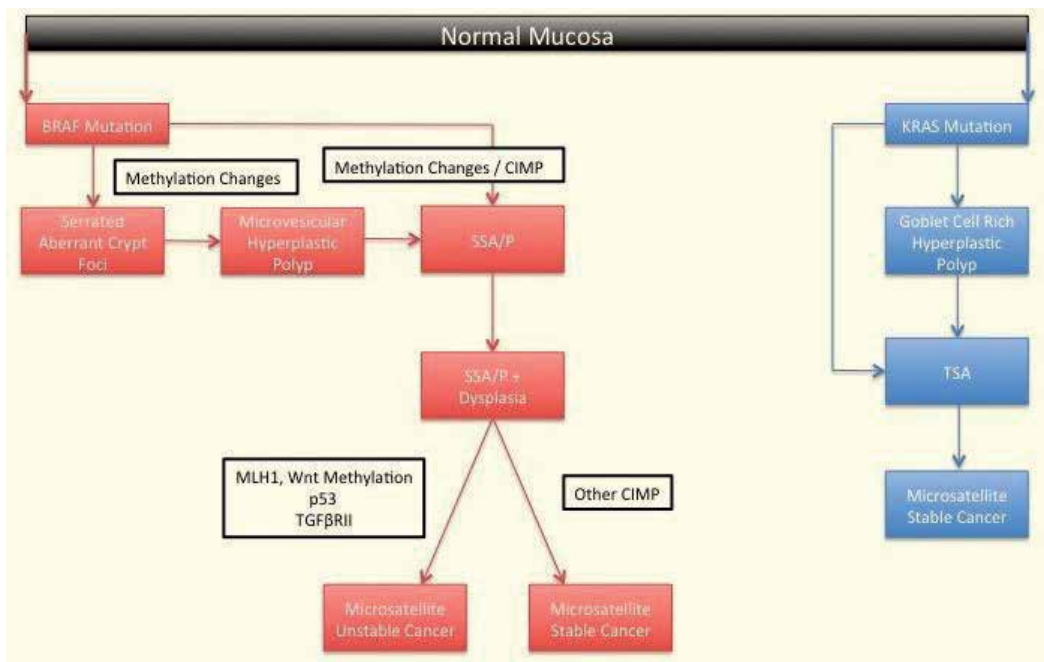 Normal Mucosa
BRAF Mutation
KRAS Mutation
Methylation Changes
Methylation Changes / CIMP
Serrated
Aberrant Crypt
Foci
Microvesicular
Hyperplastic
Polyp
SSA/P
Goblet Cell Rich
Hyperplastic
Polyp
SSA/P +
Dysplasia
TSA
MLH1, Wnt Methylation
p53
TGFβRII
Other CIMP
Microsatellite
Stable Cancer
Microsatellite
Unstable Cancer
Microsatellite
Stable Cancer